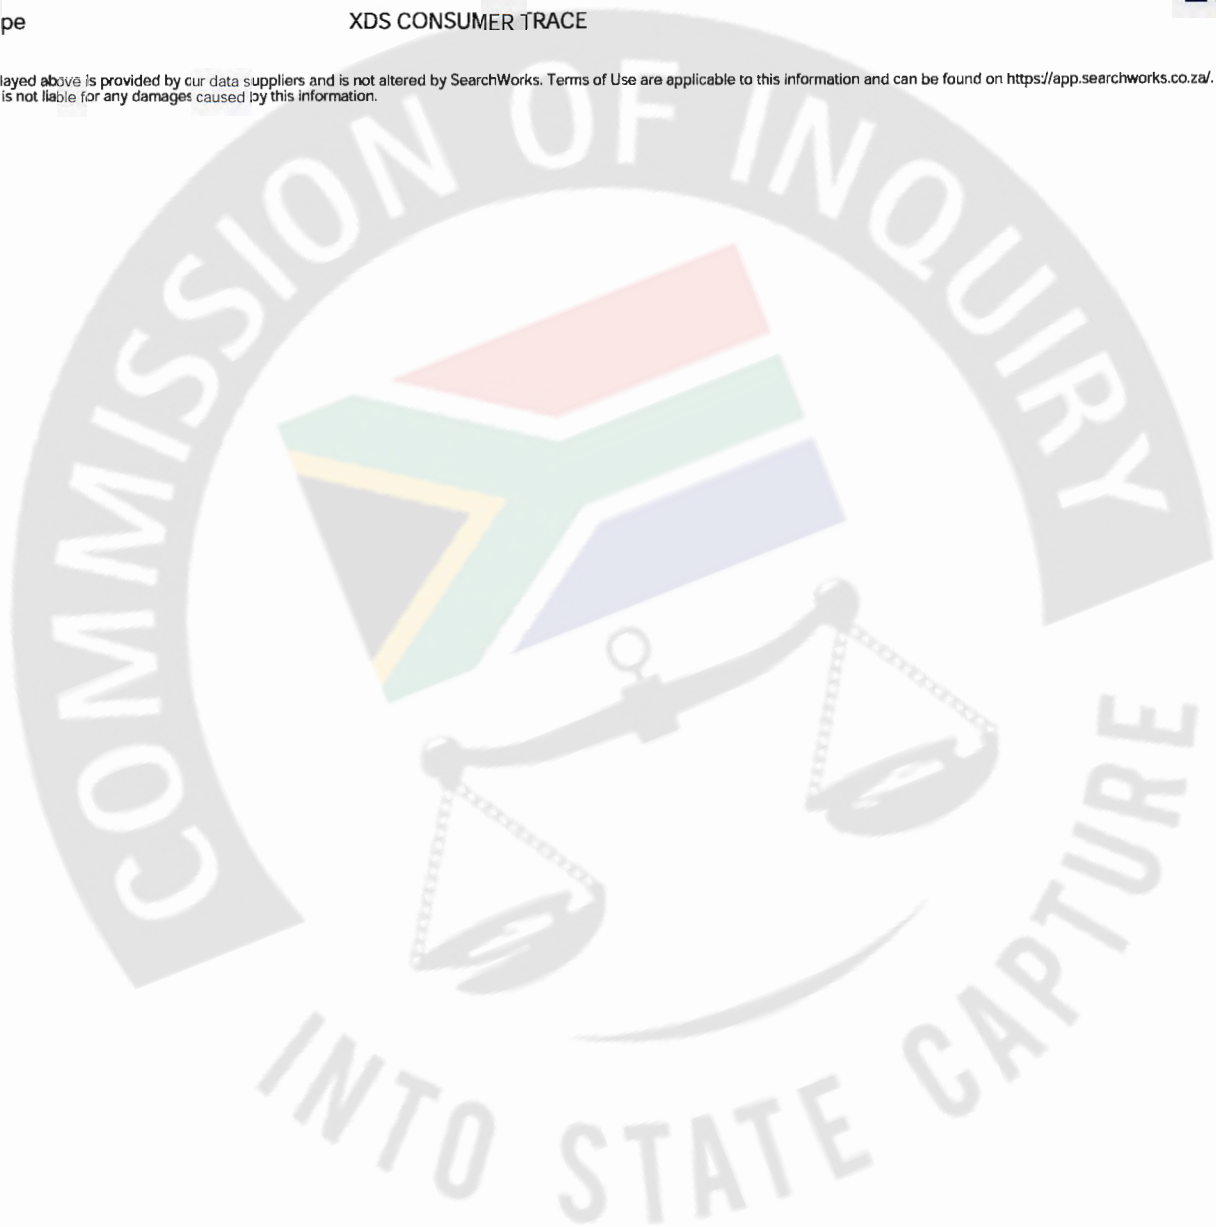 pe XDS CONSUMER TRACE
layed above is provided by our data suppliers and is not altered by SearchWorks. Terms of Use are applicable to this information and can be found on https://app.searchworks.co.za/.
is not liable for any damages caused by this information.
COMMISSION OF INQUIRY
INTO STATE CAPTURE